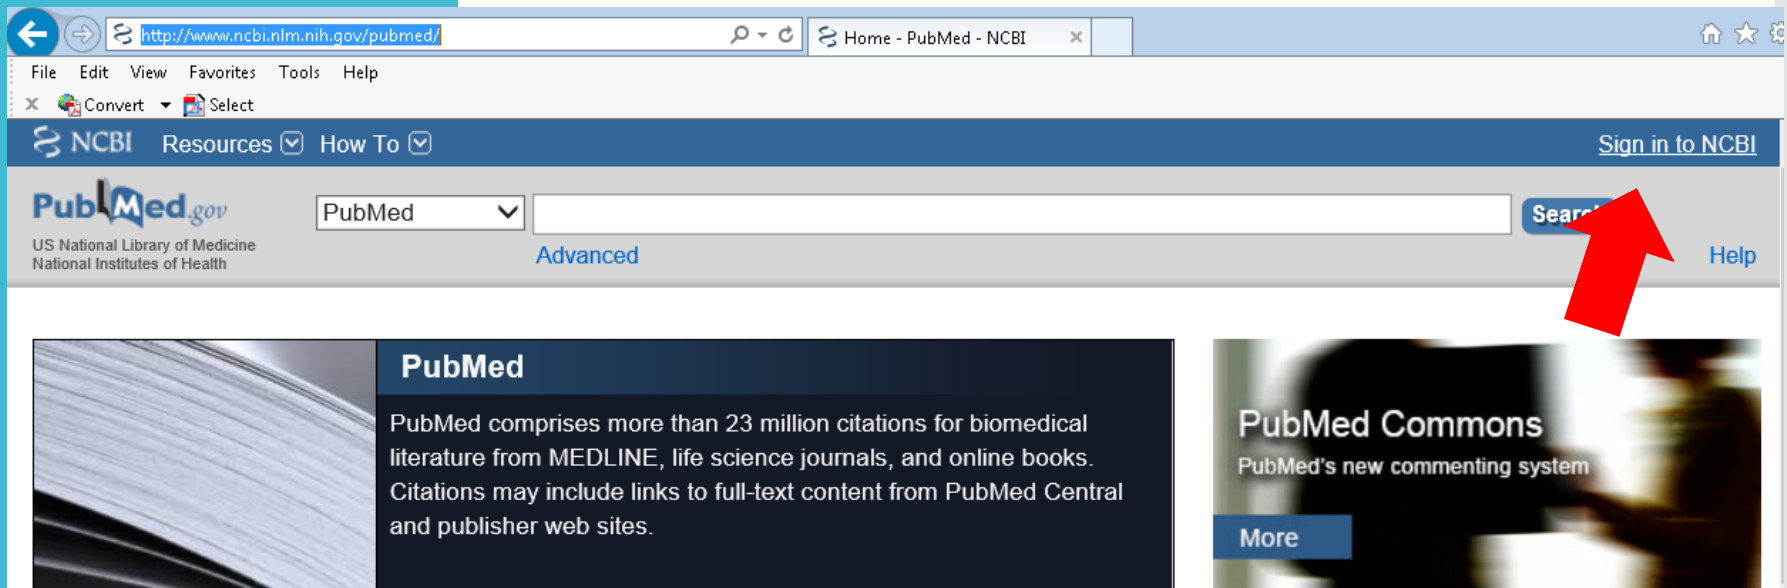 http://www.ncbi.nlm.nih.gov/pubmed/ Home - PubMed - NCBI
File Edit View Favorites Tools Help
Convert Select
NCBI Resources How To Sign in to NCBI
PubMed.gov PubMed
US National Library of Medicine
National Institutes of Health
Advanced Help
PubMed
PubMed comprises more than 23 million citations for biomedical
literature from MEDLINE, life science journals, and online books.
Citations may include links to full-text content from PubMed Central
and publisher web sites.
PubMed Commons
PubMed's new commenting system
More